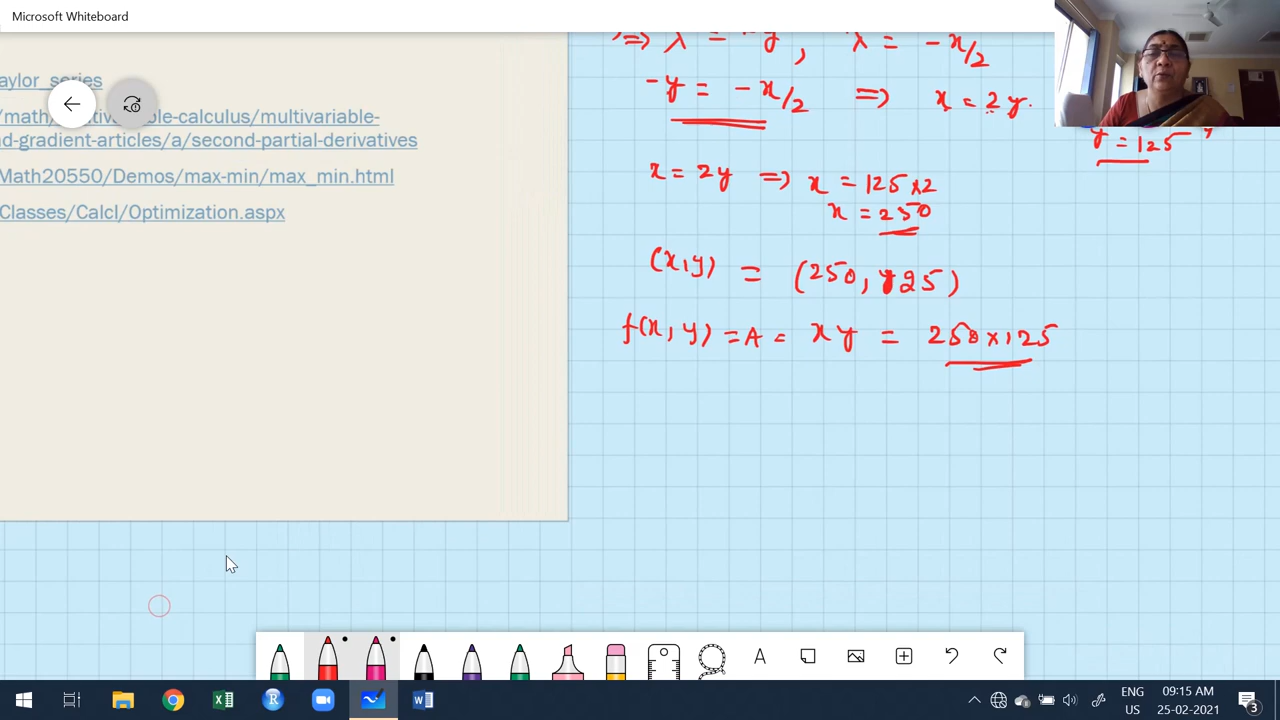 Microsoft Whiteboard
aylor_series
-calculus/multivariable-
d-gradient-articles/a/second-partial-derivatives
Math20550/Demos/max-min/max_min.html
Classes/CalcI/Optimization.aspx
λ = -x/2
-y = -x/2 ⇒ x = 2y.
y = 125
x = 2y ⇒ x = 125×2
x = 250
(x,y) = (250, 125)
f(x,y) = A = xy = 250×125
A
ENG
US
09:15 AM
25-02-2021
3